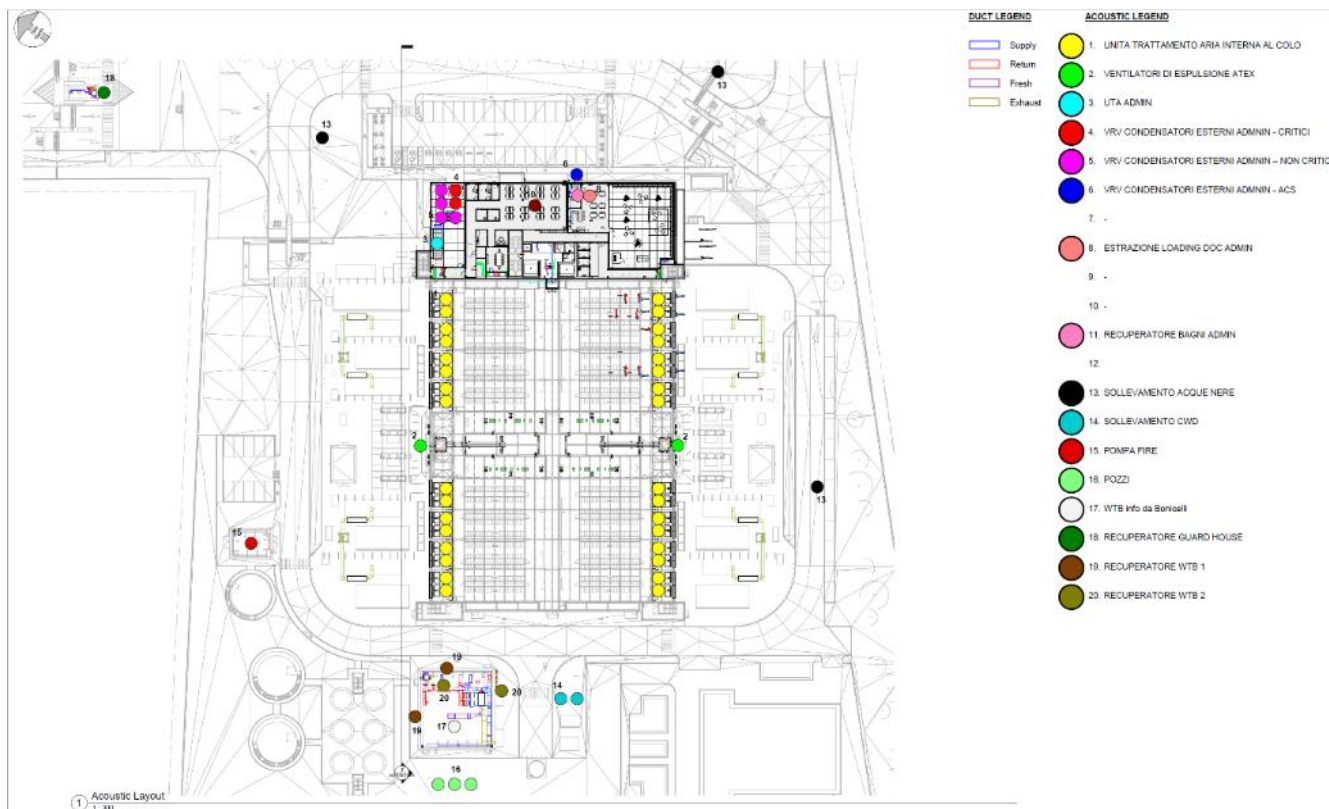 DUCT LEGEND
Supply
Return
Fresh
Exhaust
ACOUSTIC LEGEND
1. UNITA TRATTAMENTO ARIA INTERNA AL COLO
2. VENTILATORI DI ESPULSIONE ATEX
3. UTA ADMIN
4. VRV CONDENSATORI ESTERNI ADMNIN - CRITICI
5. VRV CONDENSATORI ESTERNI ADMNIN – NON CRITIC
6. VRV CONDENSATORI ESTERNI ADMNIN - ACS
7. -
8. ESTRAZIONE LOADING DOC ADMIN
9. -
10. -
11. RECUPERATORE BAGNI ADMIN
12.
13. SOLLEVAMENTO ACQUE NERE
14. SOLLEVAMENTO CWD
15. POMPA FIRE
16. POZZI
17. WTB info da Bonicelli
18. RECUPERATORE GUARD HOUSE
19. RECUPERATORE WTB 1
20. RECUPERATORE WTB 2
18
13
13
6
4
2
2
13
15
19
20
20
14
19
17
16
1 Acoustic Layout